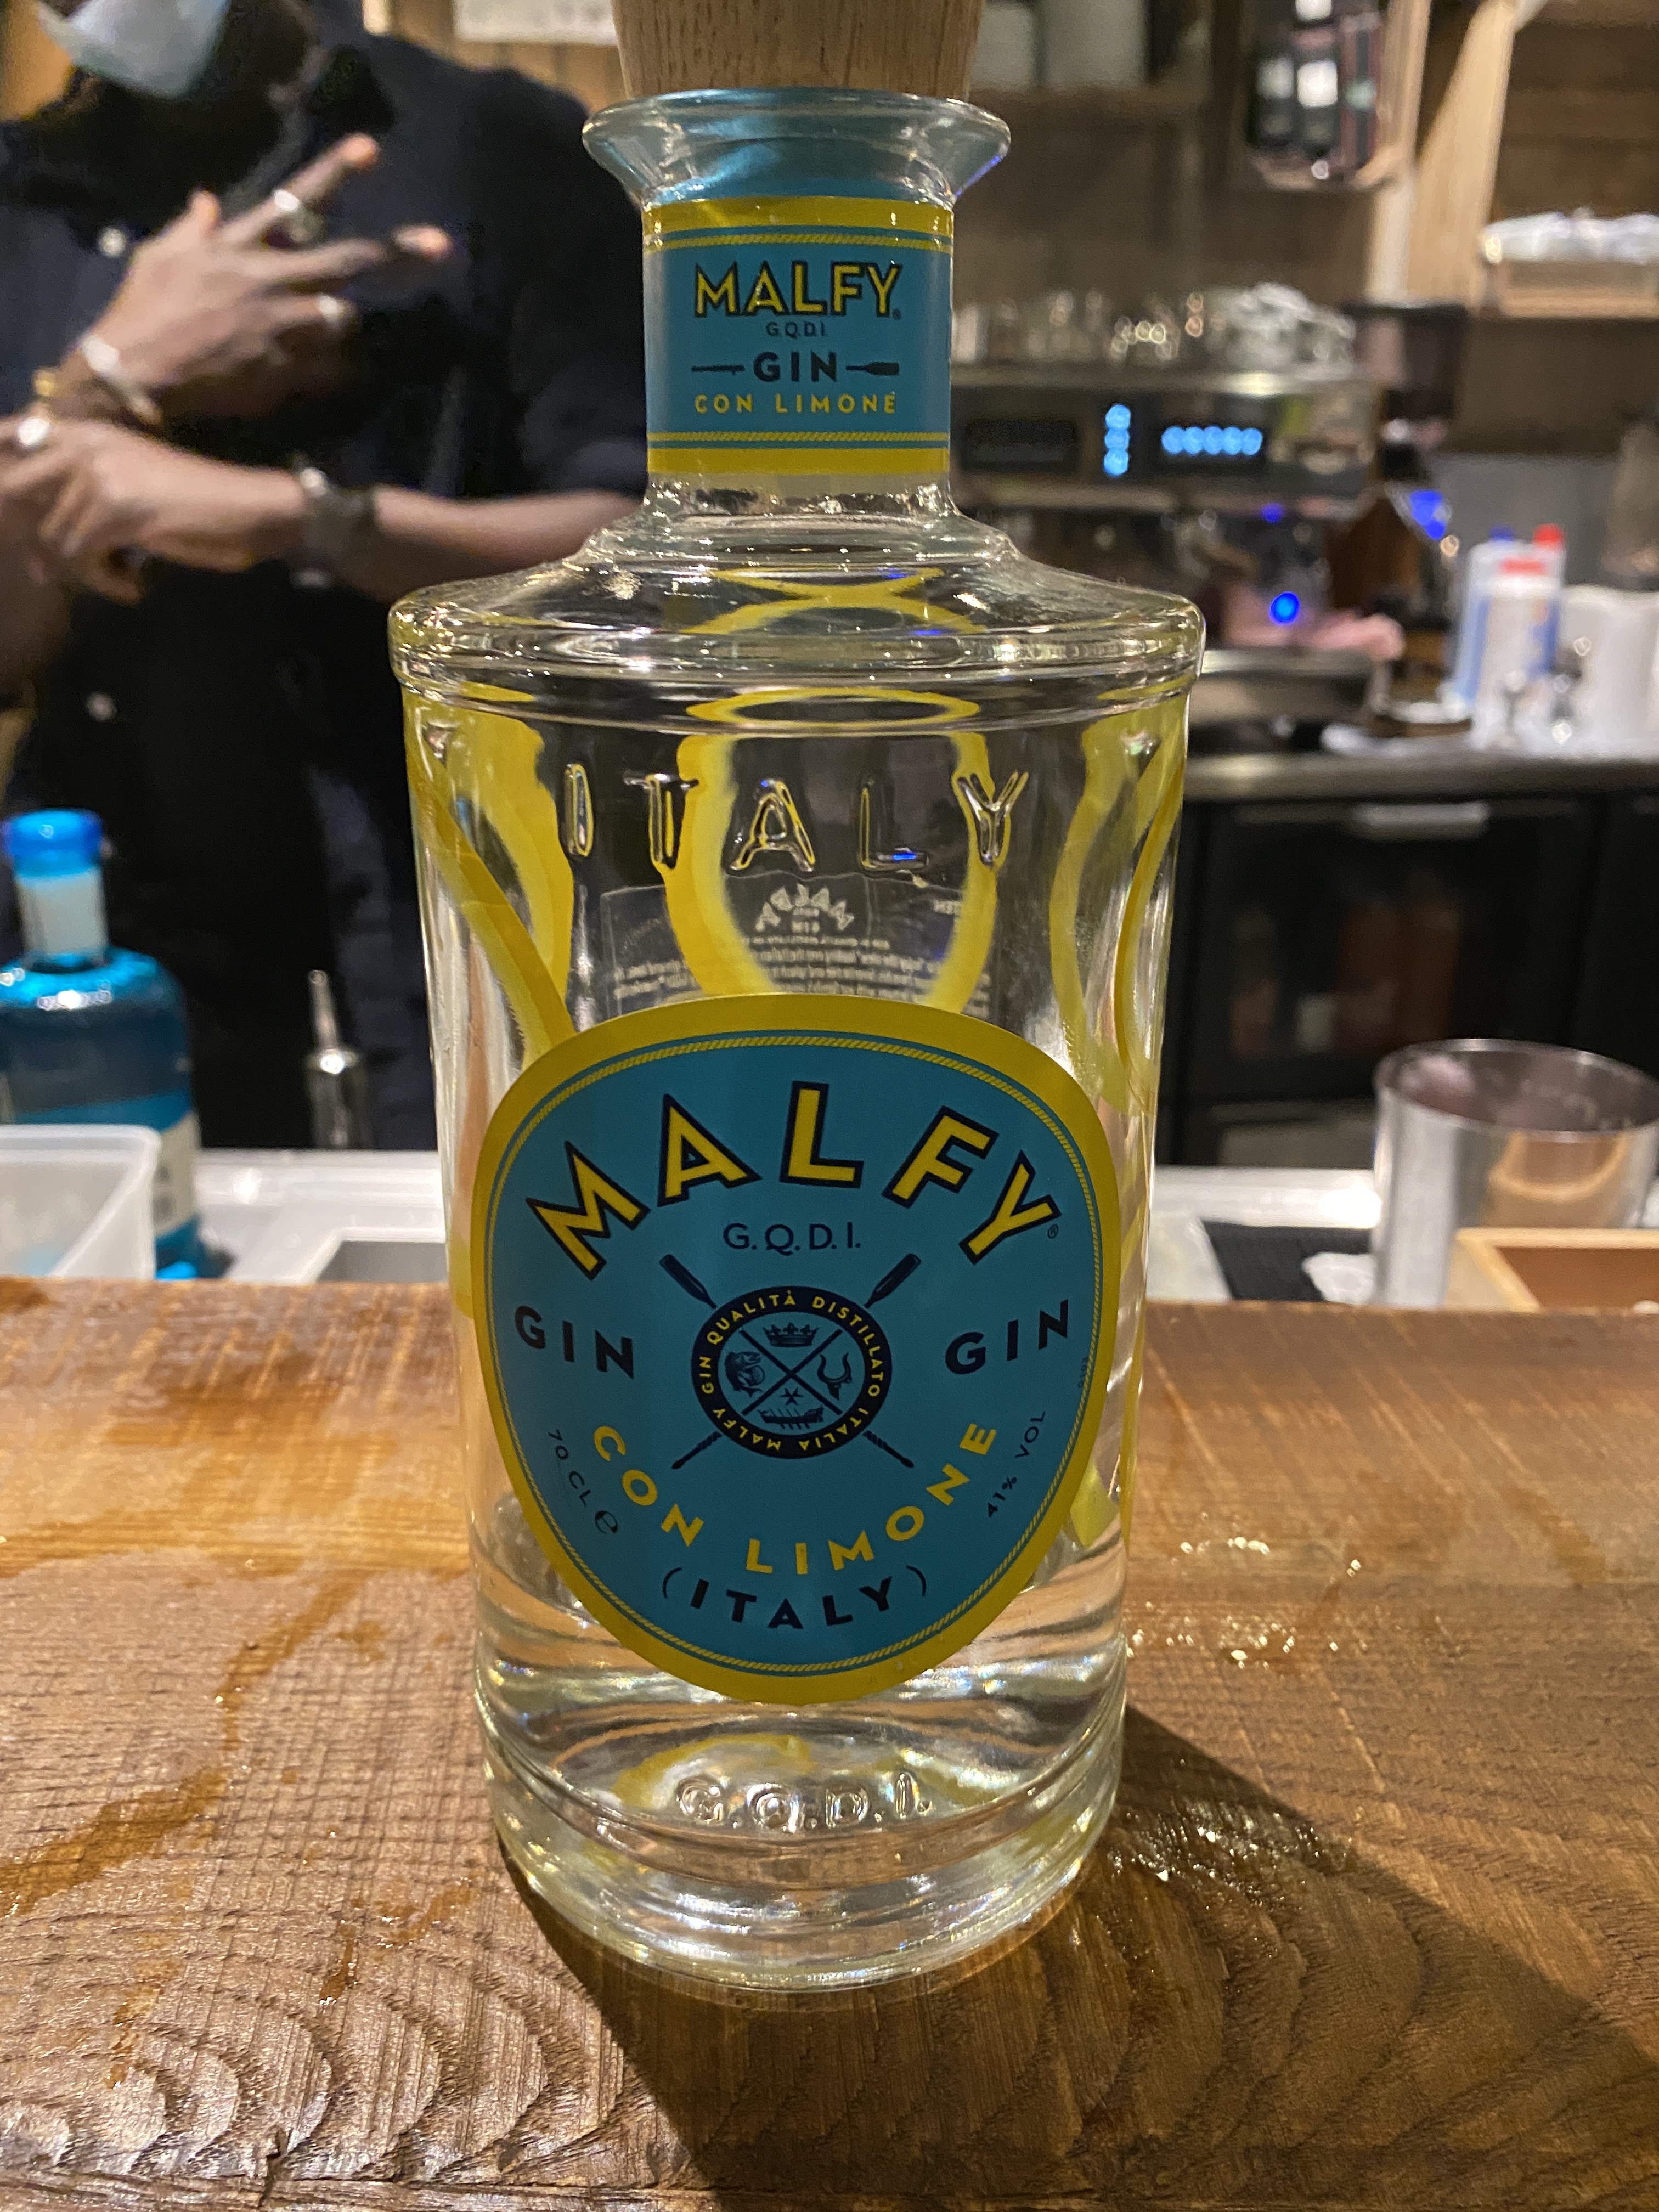 MALFY®
G.Q.D.I.
GIN
CON LIMONE
ITALY
MALFY®
G.Q.D.I.
GIN GIN
MALFY GIN QUALITÀ DISTILLATO ITALIA
70 CL e
41% VOL
CON LIMONE
(ITALY)
G.Q.D.I.